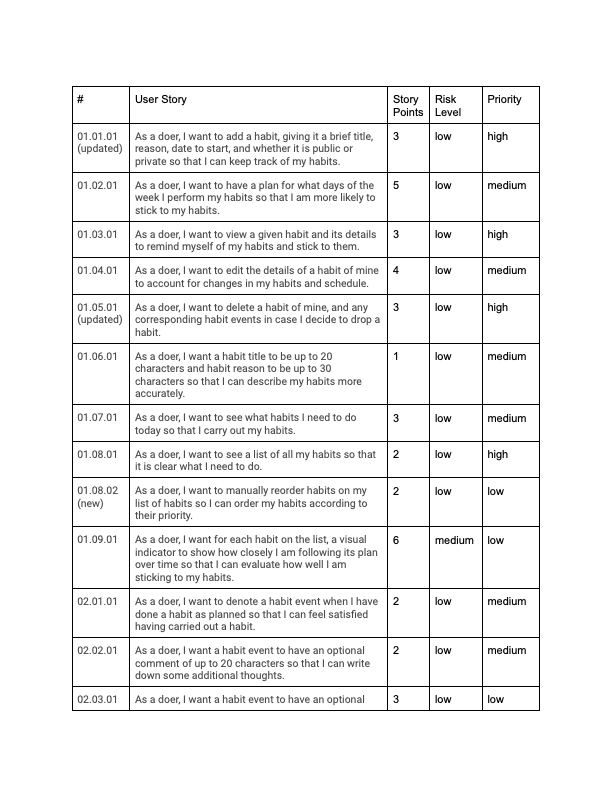 # User Story Story Points Risk Level Priority
01.01.01 (updated) As a doer, I want to add a habit, giving it a brief title, 3 low high
reason, date to start, and whether it is public or
private so that I can keep track of my habits.
01.02.01 As a doer, I want to have a plan for what days of the 5 low medium
week I perform my habits so that I am more likely to
stick to my habits.
01.03.01 As a doer, I want to view a given habit and its details 3 low high
to remind myself of my habits and stick to them.
01.04.01 As a doer, I want to edit the details of a habit of mine 4 low medium
to account for changes in my habits and schedule.
01.05.01 (updated) As a doer, I want to delete a habit of mine, and any 3 low high
corresponding habit events in case I decide to drop a
habit.
01.06.01 As a doer, I want a habit title to be up to 20 1 low medium
characters and habit reason to be up to 30
characters so that I can describe my habits more
accurately.
01.07.01 As a doer, I want to see what habits I need to do 3 low medium
today so that I carry out my habits.
01.08.01 As a doer, I want to see a list of all my habits so that 2 low high
it is clear what I need to do.
01.08.02 (new) As a doer, I want to manually reorder habits on my 2 low low
list of habits so I can order my habits according to
their priority.
01.09.01 As a doer, I want for each habit on the list, a visual 6 medium low
indicator to show how closely I am following its plan
over time so that I can evaluate how well I am
sticking to my habits.
02.01.01 As a doer, I want to denote a habit event when I have 2 low medium
done a habit as planned so that I can feel satisfied
having carried out a habit.
02.02.01 As a doer, I want a habit event to have an optional 2 low medium
comment of up to 20 characters so that I can write
down some additional thoughts.
02.03.01 As a doer, I want a habit event to have an optional 3 low low